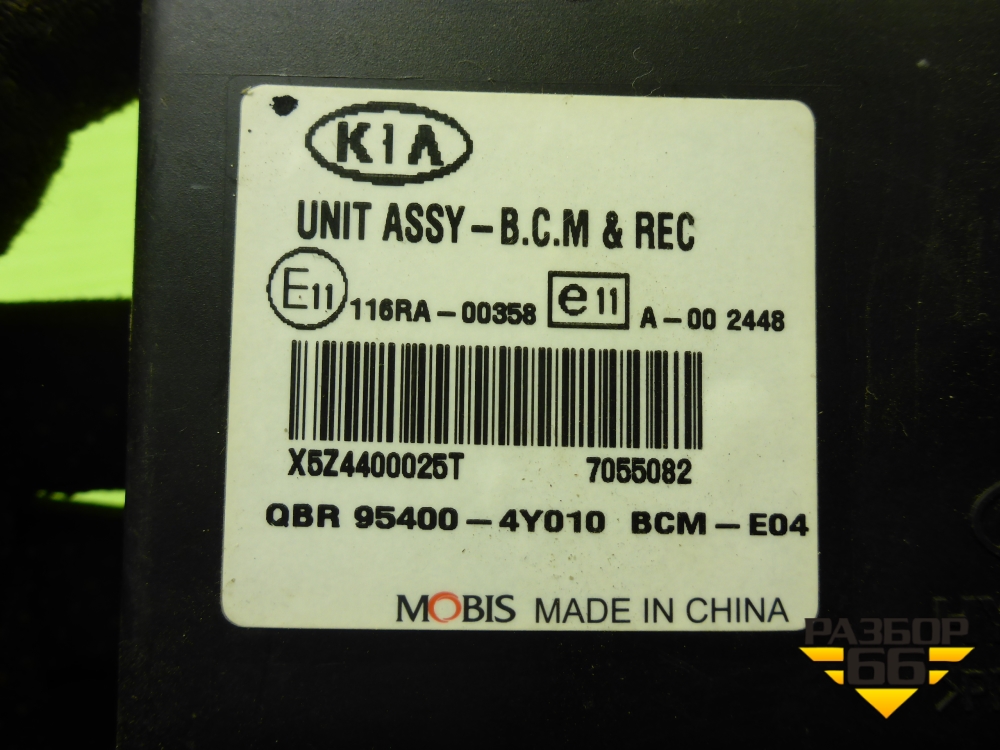 KIA
UNIT ASSY-B.C.M & REC
E11 116RA-00358 e11 A-00 2448
X5Z4400025T 7055082
QBR 95400-4Y010 BCM-E04
MOBIS MADE IN CHINA
РАЗБОР
66